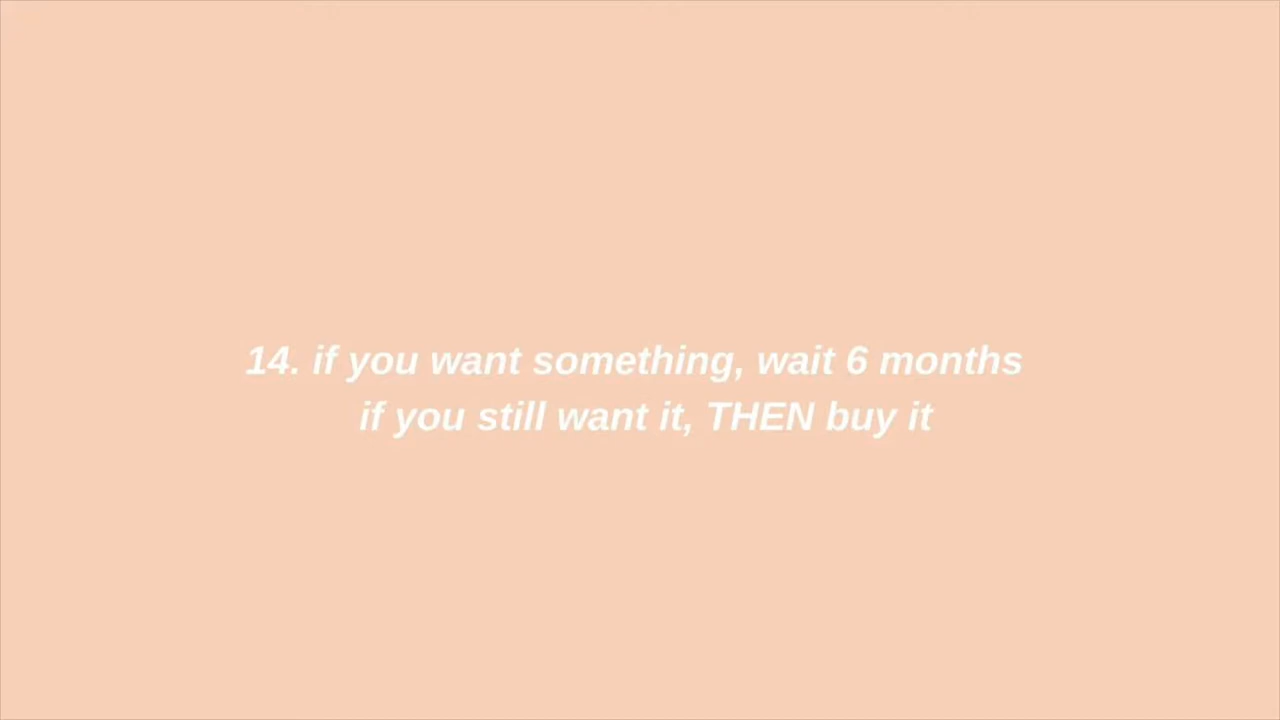 14. if you want something, wait 6 months
if you still want it, THEN buy it